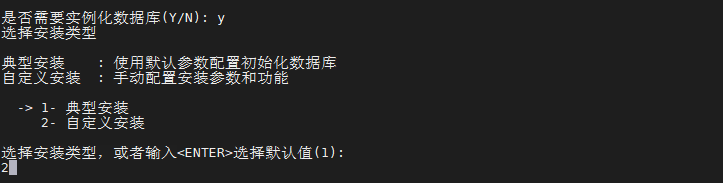 是否需要实例化数据库(Y/N): y
选择安装类型
典型安装    : 使用默认参数配置初始化数据库
自定义安装  : 手动配置安装参数和功能
-> 1- 典型安装
2- 自定义安装
选择安装类型，或者输入<ENTER>选择默认值(1):
2